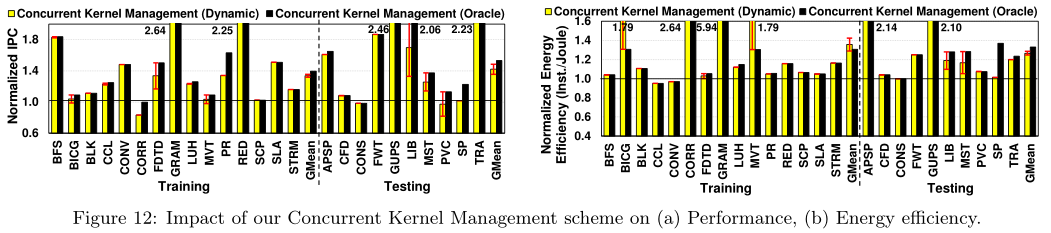 Concurrent Kernel Management (Dynamic) Concurrent Kernel Management (Oracle)
Normalized IPC
1.8
1.4
1.0
0.6
2.64 2.25 2.46 2.06 2.23
BFS BICG BLK CCL CONV CORR FDTD GRAM LUH MVT PR RED SCP SLA STRM GMean APSP CFD CONS FWT GUPS LIB MST PVC SP TRA GMean
Training Testing
Concurrent Kernel Management (Dynamic) Concurrent Kernel Management (Oracle)
Normalized Energy
Efficiency (Inst./Joule)
1.6
1.4
1.2
1.0
0.8
0.6
0.4
1.79 2.64 5.94 1.79 2.14 2.10
BFS BICG BLK CCL CONV CORR FDTD GRAM LUH MVT PR RED SCP SLA STRM GMean APSP CFD CONS FWT GUPS LIB MST PVC SP TRA GMean
Training Testing
Figure 12: Impact of our Concurrent Kernel Management scheme on (a) Performance, (b) Energy efficiency.